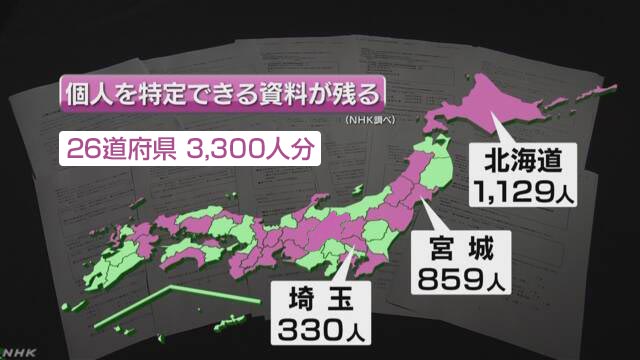 個人を特定できる資料が残る
(NHK調べ)
26道府県 3,300人分
北海道
1,129人
宮城
859人
埼玉
330人
NHK